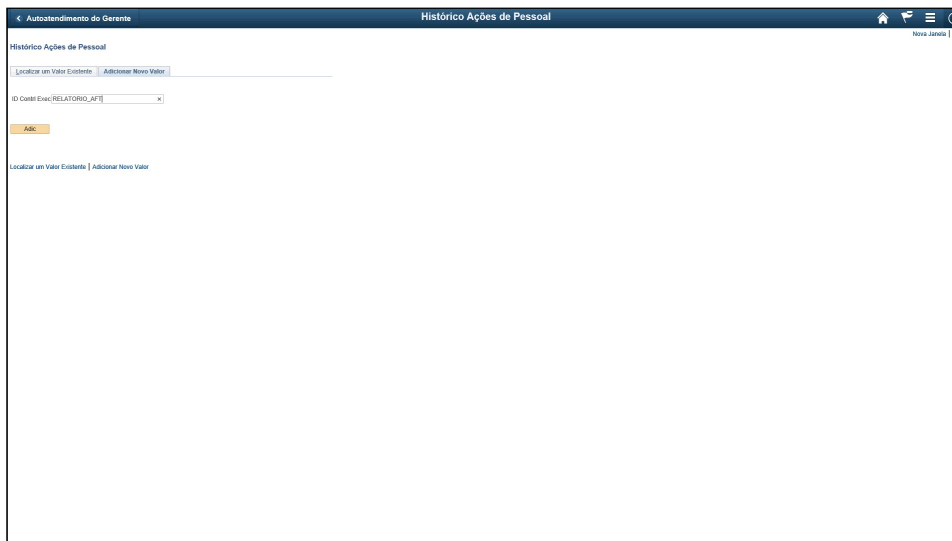 Autoatendimento do Gerente
Histórico Ações de Pessoal
Nova Janela |
Histórico Ações de Pessoal
Localizar um Valor Existente Adicionar Novo Valor
ID Contrl Exec RELATORIO_AFT ×
Adic
Localizar um Valor Existente | Adicionar Novo Valor